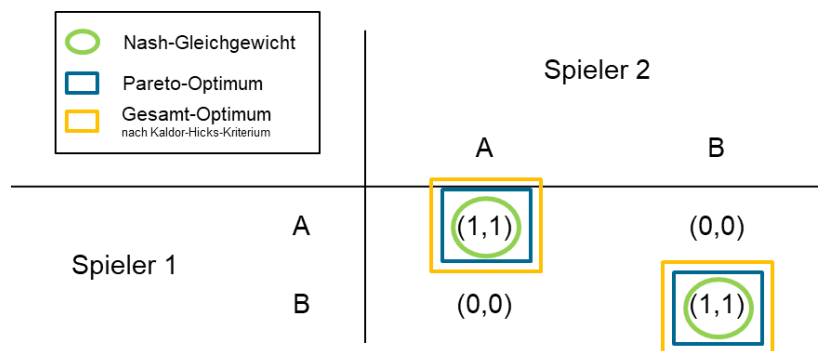 Nash-Gleichgewicht
Pareto-Optimum
Gesamt-Optimum
nach Kaldor-Hicks-Kriterium
Spieler 2
A B
A (1,1) (0,0)
Spieler 1
B (0,0) (1,1)